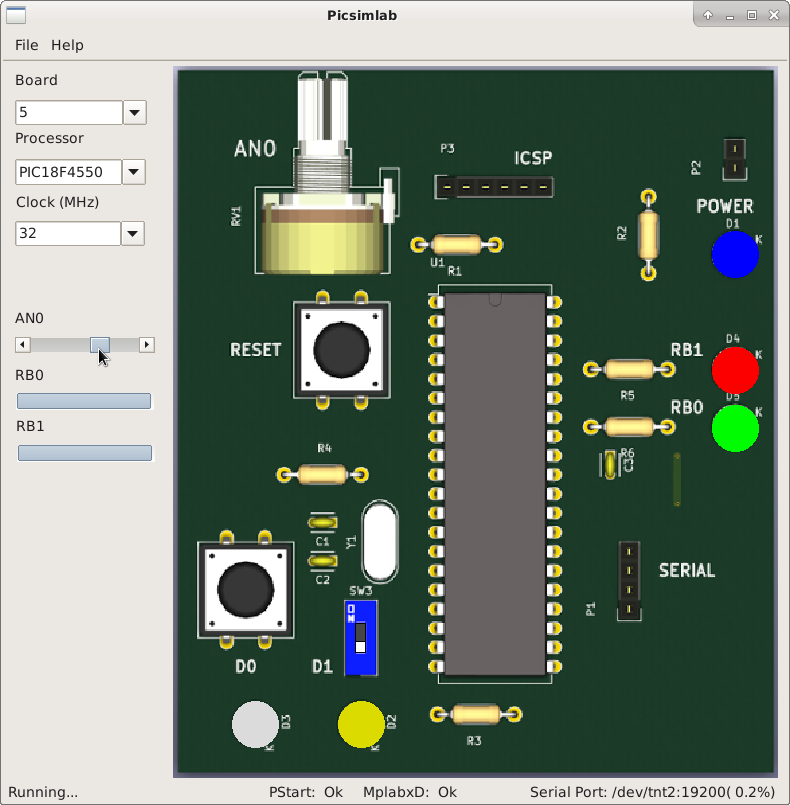 Picsimlab
File Help
Board
5
Processor
PIC18F4550
Clock (MHz)
32
AN0
RB0
RB1
AN0
P3
ICSP
P2
POWER
RV1
R2
D1
K
U1
R1
RESET
RB1
D4
K
R5
RB0
D5
K
R6
C3
R4
C1
Y1
C2
SW3
ON
SERIAL
P1
D0
D1
D3
K
D2
K
R3
Running...
PStart: Ok
MplabxD: Ok
Serial Port: /dev/tnt2:19200( 0.2%)